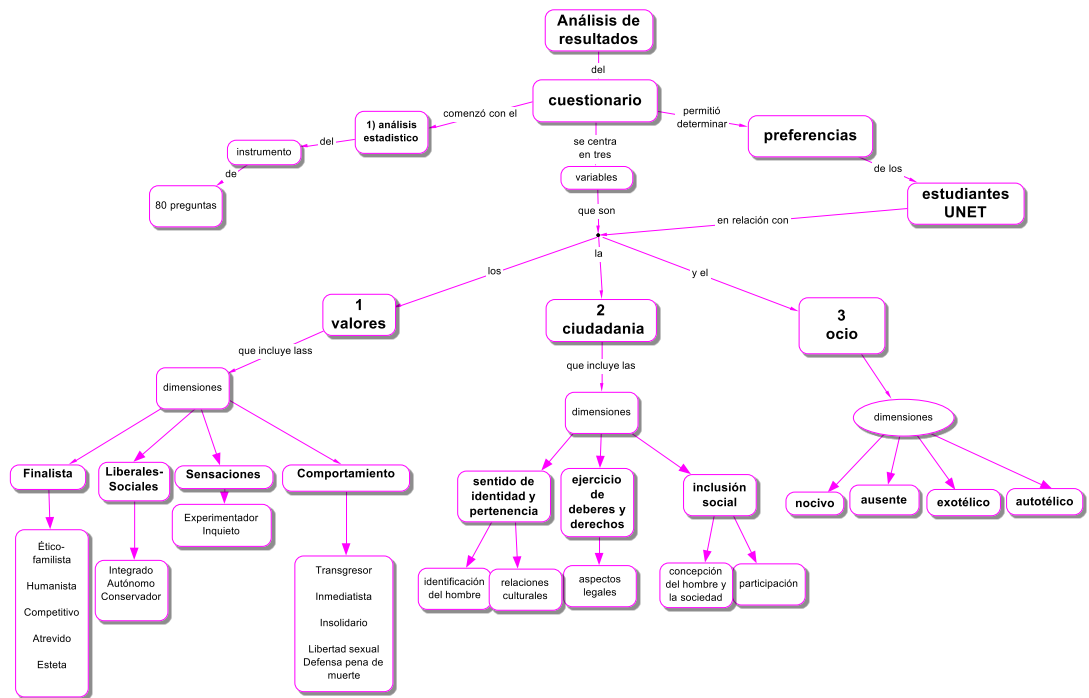 Análisis de
resultados
del
cuestionario
comenzó con el
1) análisis
estadistico
del
instrumento
de
80 preguntas
se centra
en tres
variables
que son
permitió
determinar
preferencias
de los
estudiantes
UNET
en relación con
los
la
y el
1
valores
que incluye lass
dimensiones
Finalista
Ético-
familista
Humanista
Competitivo
Atrevido
Esteta
Liberales-
Sociales
Integrado
Autónomo
Conservador
Sensaciones
Experimentador
Inquieto
Comportamiento
Transgresor
Inmediatista
Insolidario
Libertad sexual
Defensa pena de
muerte
2
ciudadania
que incluye las
dimensiones
sentido de
identidad y
pertenencia
identificación
del hombre
relaciones
culturales
ejercicio
de
deberes y
derechos
aspectos
legales
inclusión
social
concepción
del hombre y
la sociedad
participación
3
ocio
dimensiones
nocivo
ausente
exotélico
autotélico